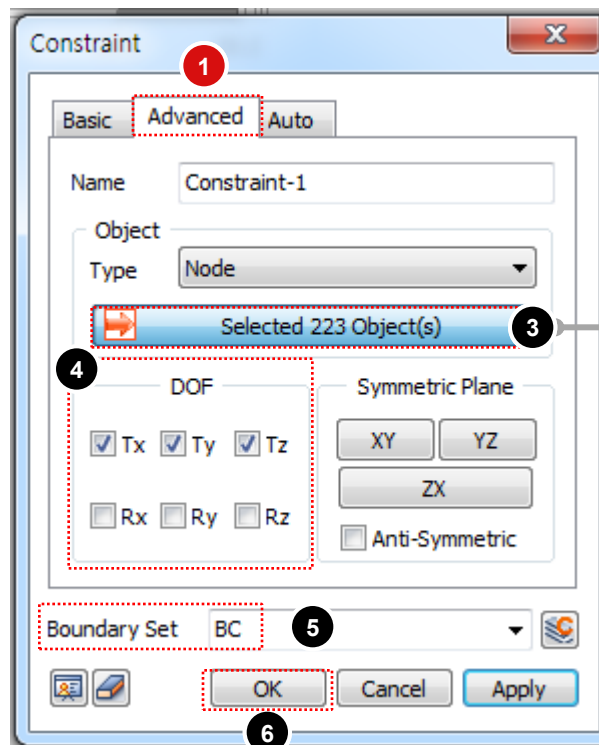 Constraint
1
Basic Advanced Auto
Name Constraint-1
Object
Type Node
Selected 223 Object(s) 3
4
DOF Symmetric Plane
Tx Ty Tz XY YZ
ZX
Rx Ry Rz
Anti-Symmetric
Boundary Set BC 5
OK Cancel Apply
6